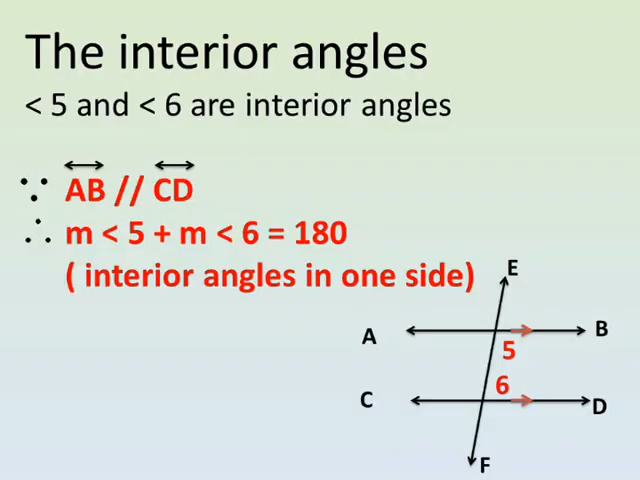 The interior angles
< 5 and < 6 are interior angles
∵ AB // CD
∴ m < 5 + m < 6 = 180
( interior angles in one side)
E
A
B
5
6
C
D
F